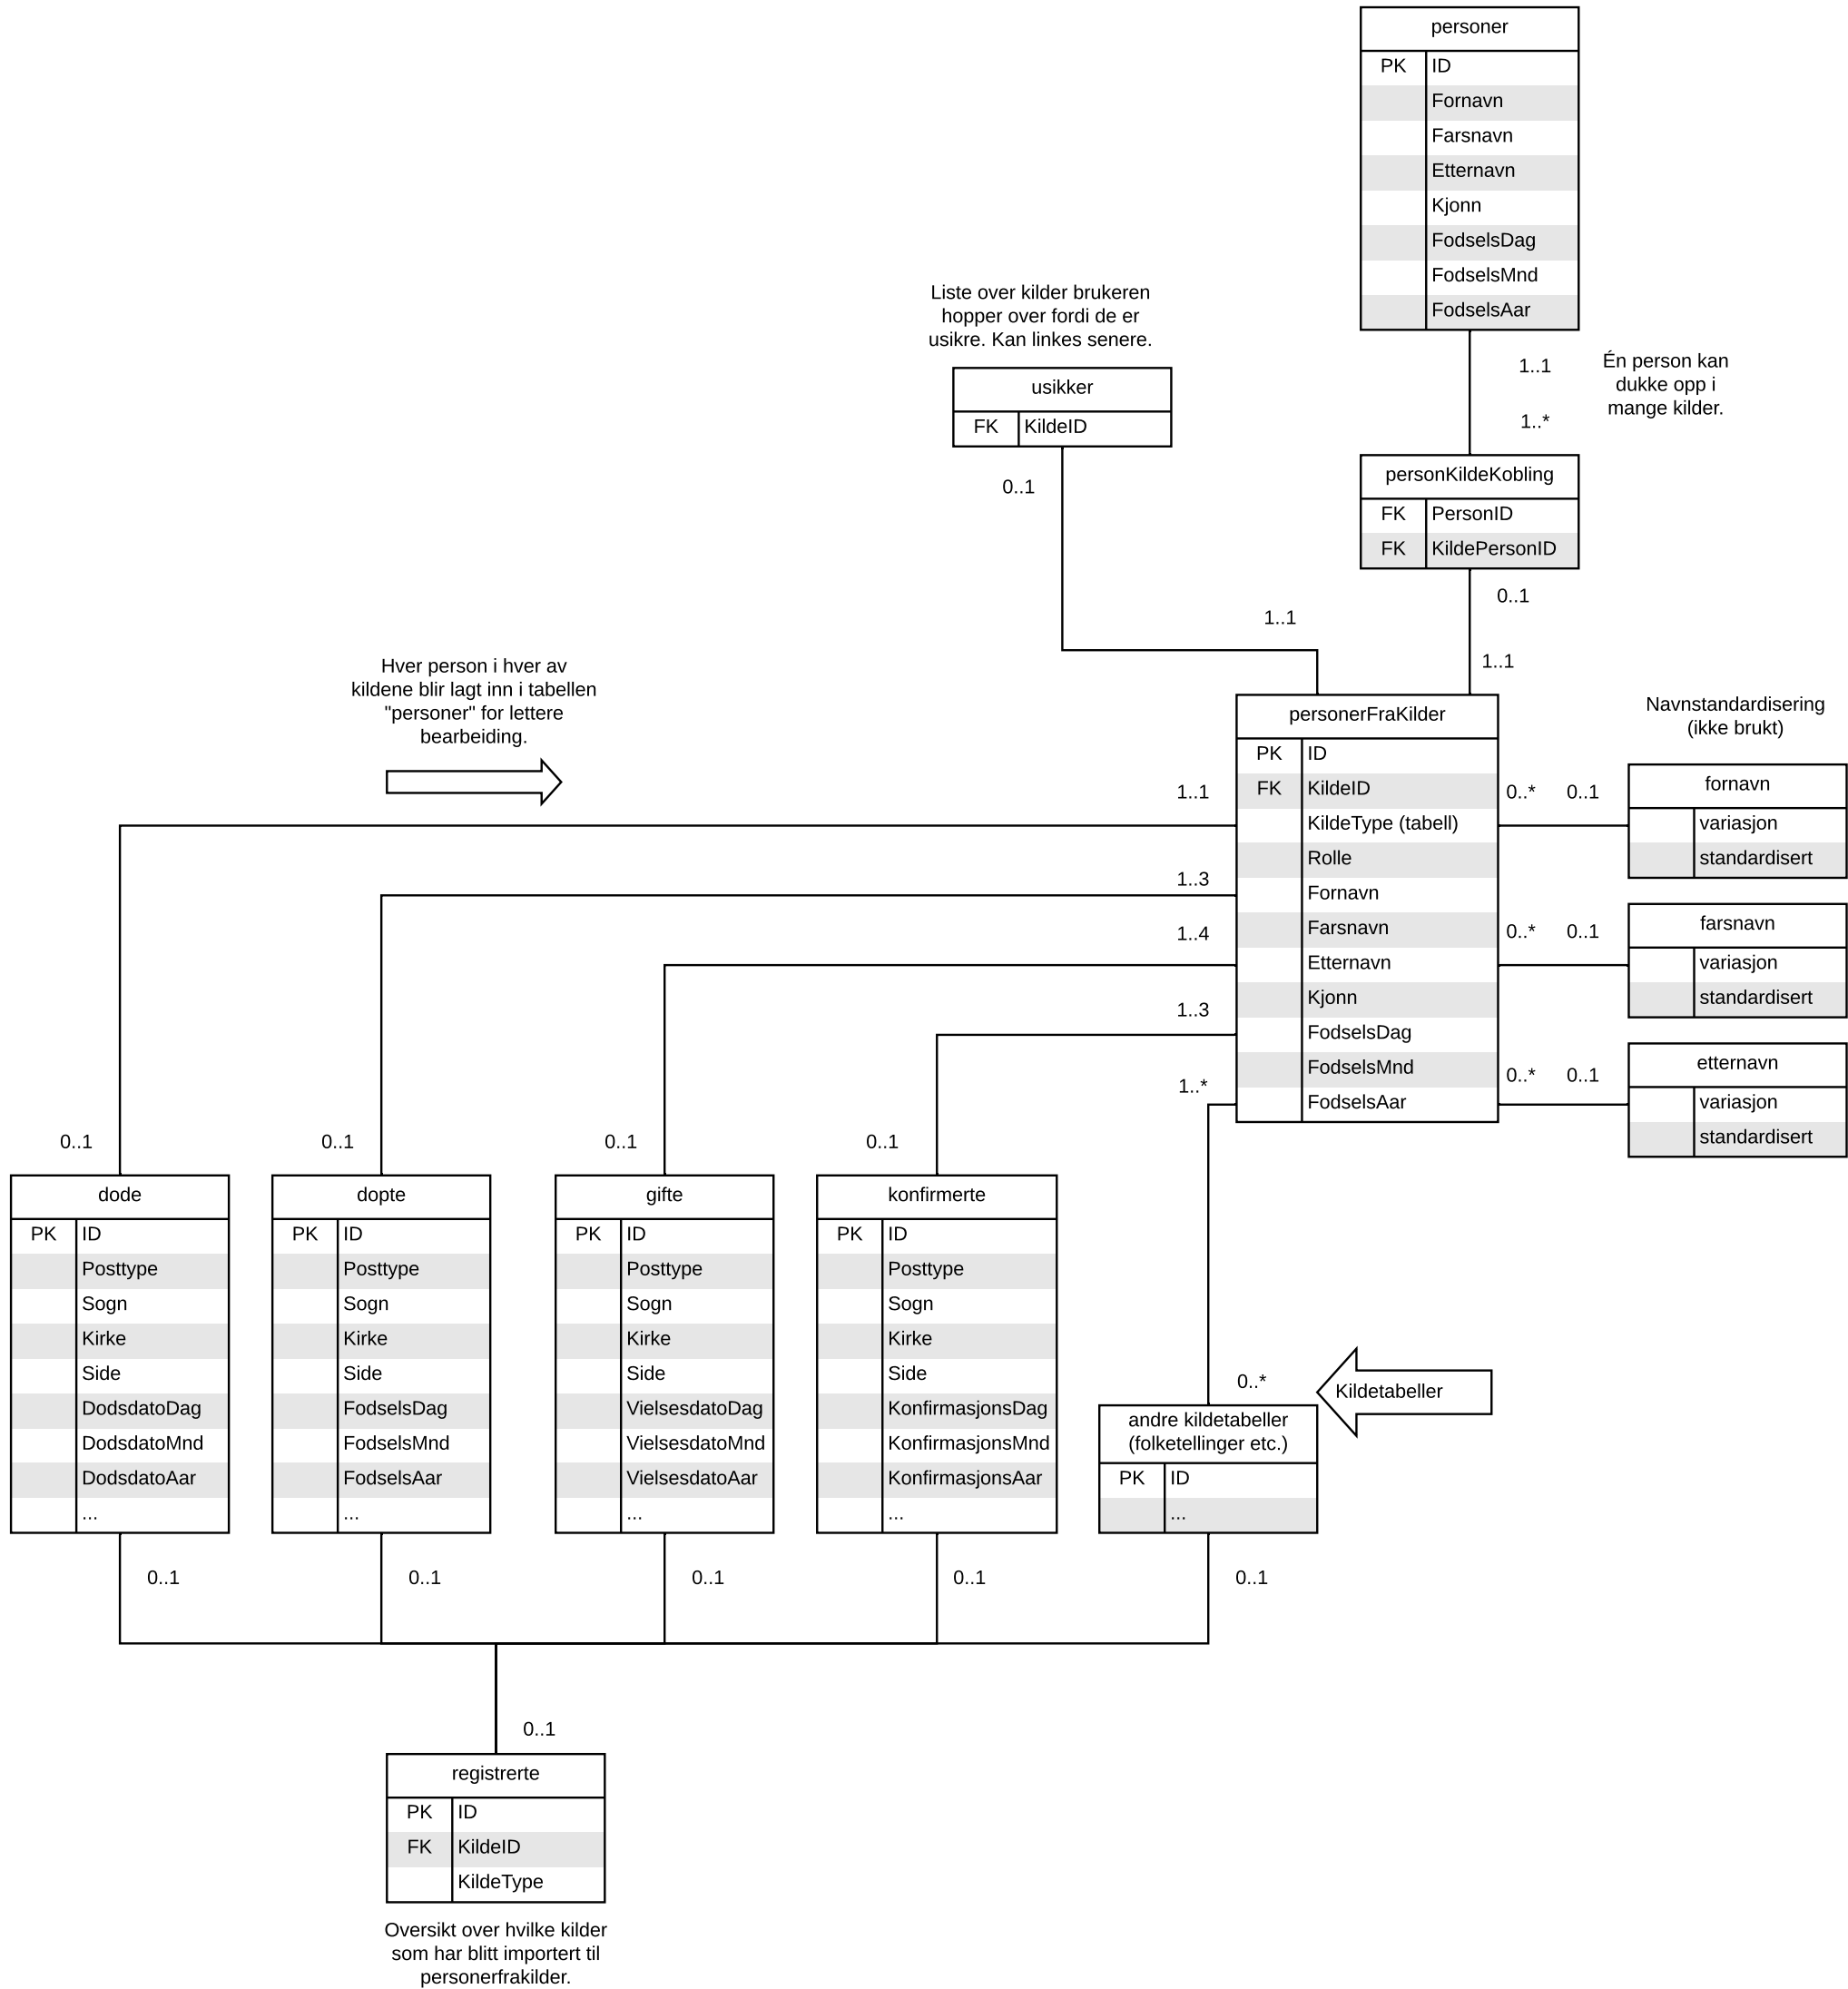 personer
PK ID
Fornavn
Farsnavn
Etternavn
Kjonn
FodselsDag
FodselsMnd
FodselsAar
1..1
1..*
Én person kan
dukke opp i
mange kilder.
Liste over kilder brukeren
hopper over fordi de er
usikre. Kan linkes senere.
usikker
FK KildeID
0..1
1..1
personKildeKobling
FK PersonID
FK KildePersonID
0..1
1..1
Hver person i hver av
kildene blir lagt inn i tabellen
"personer" for lettere
bearbeiding.
personerFraKilder
PK ID
FK KildeID
KildeType (tabell)
Rolle
Fornavn
Farsnavn
Etternavn
Kjonn
FodselsDag
FodselsMnd
FodselsAar
1..1
1..3
1..4
1..3
1..*
Navnstandardisering
(ikke brukt)
0..* 0..1
fornavn
variasjon
standardisert
0..* 0..1
farsnavn
variasjon
standardisert
0..* 0..1
etternavn
variasjon
standardisert
0..1
dode
PK ID
Posttype
Sogn
Kirke
Side
DodsdatoDag
DodsdatoMnd
DodsdatoAar
...
0..1
0..1
dopte
PK ID
Posttype
Sogn
Kirke
Side
FodselsDag
FodselsMnd
FodselsAar
...
0..1
0..1
gifte
PK ID
Posttype
Sogn
Kirke
Side
VielsesdatoDag
VielsesdatoMnd
VielsesdatoAar
...
0..1
0..1
konfirmerte
PK ID
Posttype
Sogn
Kirke
Side
KonfirmasjonsDag
KonfirmasjonsMnd
KonfirmasjonsAar
...
0..1
0..*
Kildetabeller
andre kildetabeller
(folketellinger etc.)
PK ID
...
0..1
0..1
registrerte
PK ID
FK KildeID
KildeType
Oversikt over hvilke kilder
som har blitt importert til
personerfrakilder.